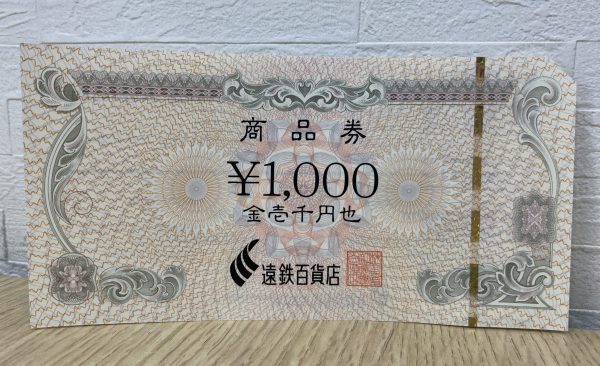 商品券
¥1,000
金壱千円也
遠鉄百貨店